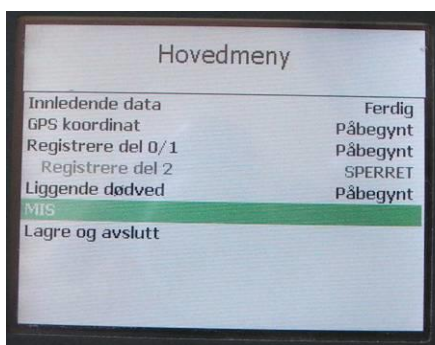 Hovedmeny
Innledende data Ferdig
GPS koordinat Påbegynt
Registrere del 0/1 Påbegynt
Registrere del 2 SPERRET
Liggende dødved Påbegynt
MIS
Lagre og avslutt